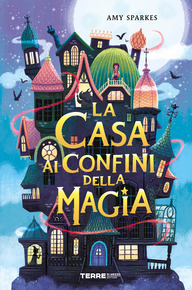 AMY SPARKES
LA
CASA
AI CONFINI
DELLA
MAGIA
TERRE